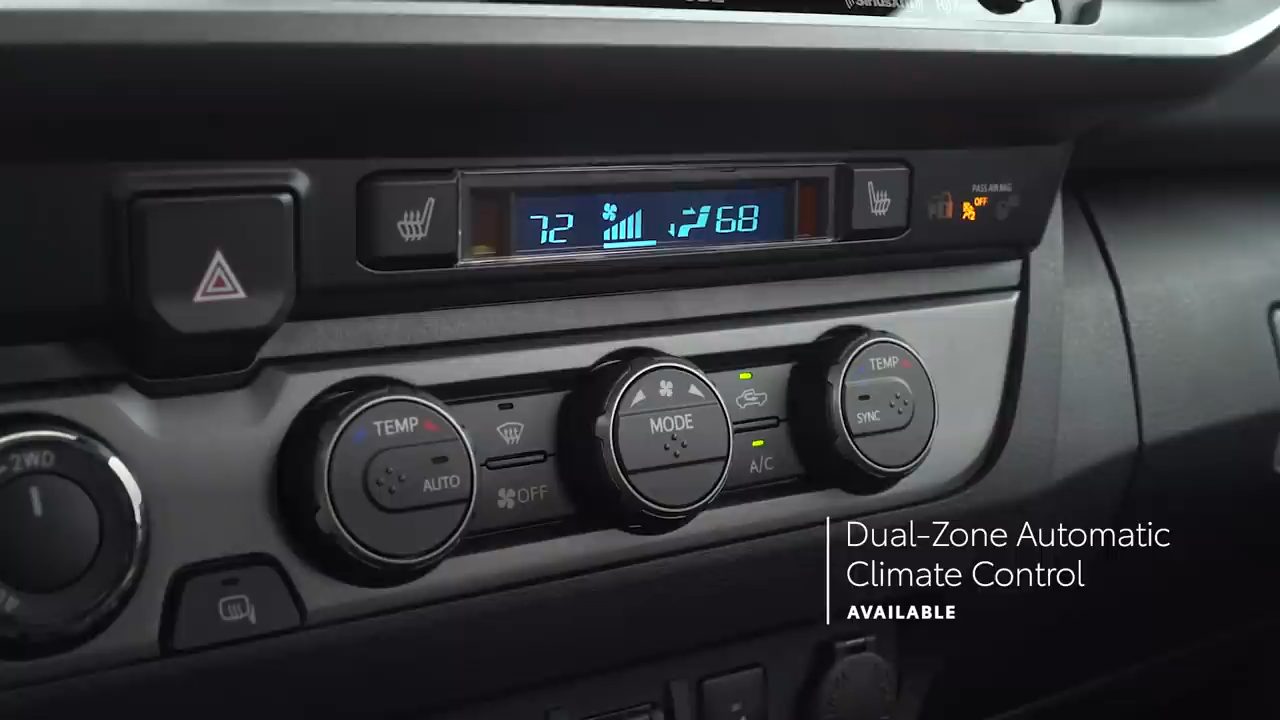 SiriusXM
PASS AIR BAG
OFF
72 68
TEMP
AUTO
OFF
MODE
A/C
TEMP
SYNC
2WD
Dual-Zone Automatic
Climate Control
AVAILABLE